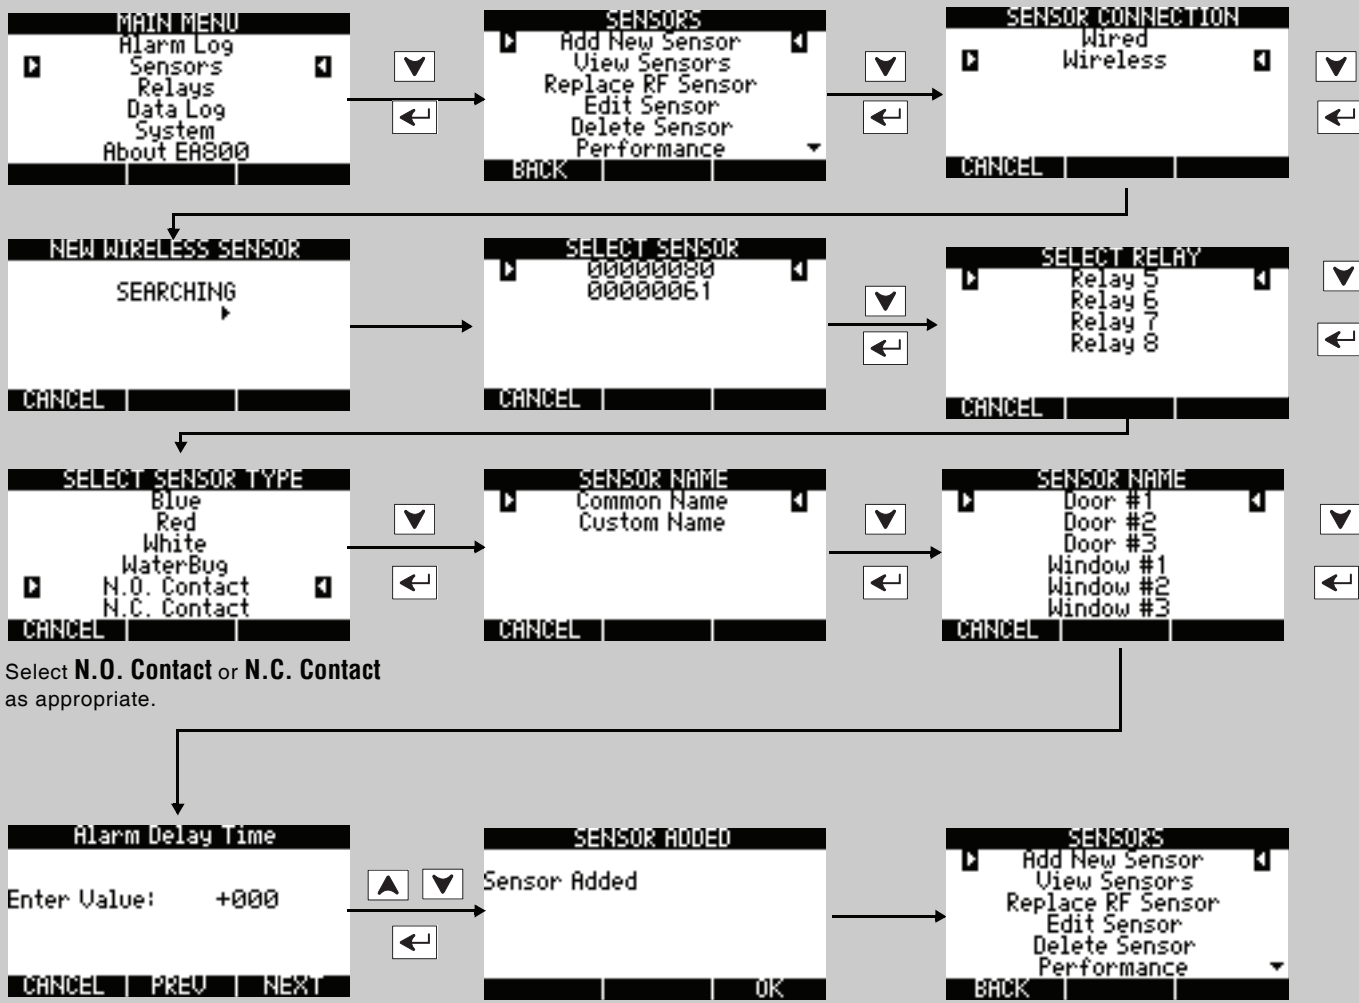 MAIN MENU
Alarm Log
Sensors
Relays
Data Log
System
About EA800
SENSORS
Add New Sensor
View Sensors
Replace RF Sensor
Edit Sensor
Delete Sensor
Performance
BACK
SENSOR CONNECTION
Wired
Wireless
CANCEL
NEW WIRELESS SENSOR
SEARCHING
CANCEL
SELECT SENSOR
00000080
00000061
CANCEL
SELECT RELAY
Relay 5
Relay 6
Relay 7
Relay 8
CANCEL
SELECT SENSOR TYPE
Blue
Red
White
WaterBug
N.O. Contact
N.C. Contact
CANCEL
Select N.O. Contact or N.C. Contact
as appropriate.
SENSOR NAME
Common Name
Custom Name
CANCEL
SENSOR NAME
Door #1
Door #2
Door #3
Window #1
Window #2
Window #3
CANCEL
Alarm Delay Time
Enter Value: +000
CANCEL PREV NEXT
SENSOR ADDED
Sensor Added
OK
SENSORS
Add New Sensor
View Sensors
Replace RF Sensor
Edit Sensor
Delete Sensor
Performance
BACK